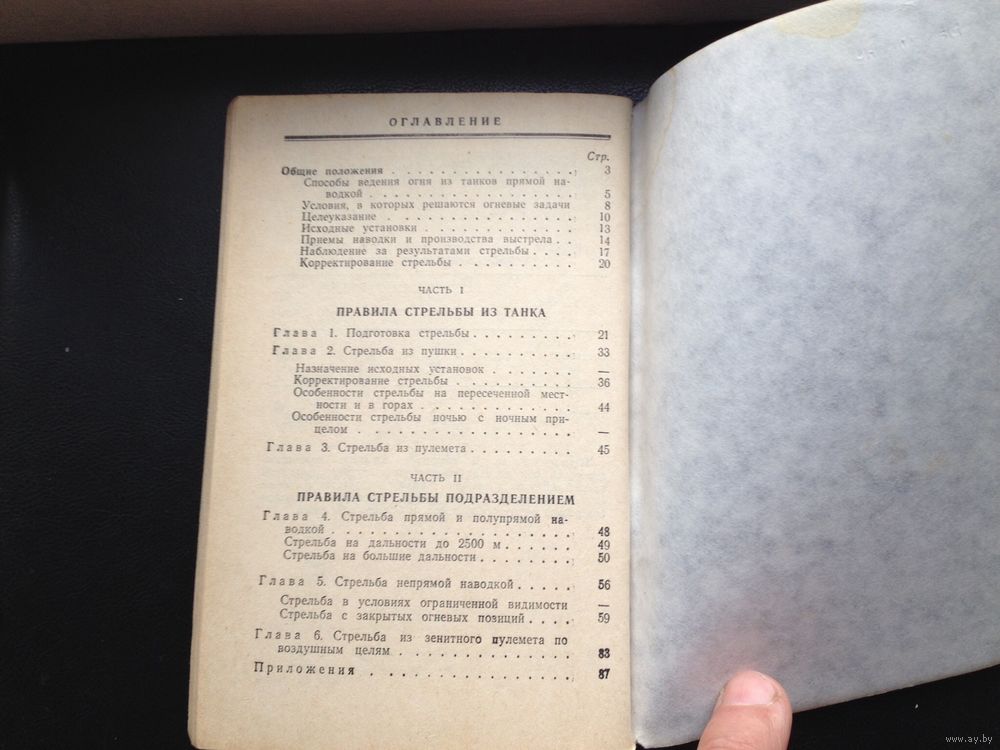 ОГЛАВЛЕНИЕ
Стр.
Общие положения . . . . . . . . . . . . . . 3
Способы ведения огня из танков прямой на-
водкой . . . . . . . . . . . . . . . 5
Условия, в которых решаются огневые задачи 8
Целеуказание . . . . . . . . . . . . . . 10
Исходные установки . . . . . . . . . . . 13
Приемы наводки и производства выстрела . . 14
Наблюдение за результатами стрельбы . . . . 17
Корректирование стрельбы . . . . . . . . . 20
ЧАСТЬ I
ПРАВИЛА СТРЕЛЬБЫ ИЗ ТАНКА
Глава 1. Подготовка стрельбы . . . . . . . . 21
Глава 2. Стрельба из пушки . . . . . . . . . 33
Назначение исходных установок . . . . . . —
Корректирование стрельбы . . . . . . . . . 36
Особенности стрельбы на пересеченной мест-
ности и в горах . . . . . . . . . . . . 44
Особенности стрельбы ночью с ночным при-
целом . . . . . . . . . . . . . . . . —
Глава 3. Стрельба из пулемета . . . . . . . . 45
ЧАСТЬ II
ПРАВИЛА СТРЕЛЬБЫ ПОДРАЗДЕЛЕНИЕМ
Глава 4. Стрельба прямой и полупрямой на-
водкой . . . . . . . . . . . . . . . . . 48
Стрельба на дальности до 2500 м . . . . . . 49
Стрельба на большие дальности . . . . . . . . 50
Глава 5. Стрельба непрямой наводкой . . . . . 56
Стрельба в условиях ограниченной видимости —
Стрельба с закрытых огневых позиций . . . . 59
Глава 6. Стрельба из зенитного пулемета по
воздушным целям . . . . . . . . . . . . . 83
Приложения . . . . . . . . . . . . . . . . 87
www.ay.by